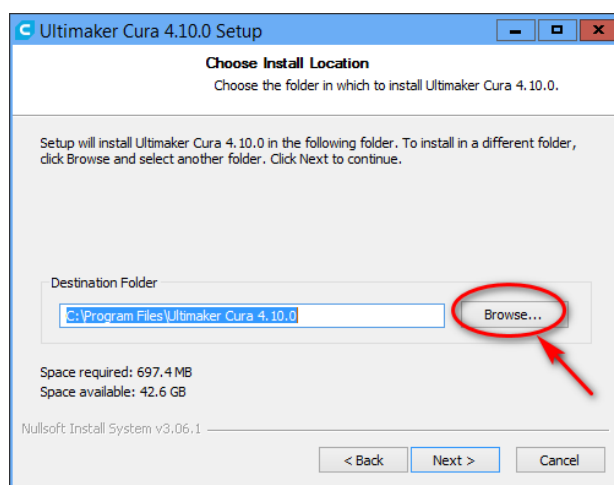 Ultimaker Cura 4.10.0 Setup
Choose Install Location
Choose the folder in which to install Ultimaker Cura 4.10.0.
Setup will install Ultimaker Cura 4.10.0 in the following folder. To install in a different folder,
click Browse and select another folder. Click Next to continue.
Destination Folder
C:\Program Files\Ultimaker Cura 4.10.0
Browse...
Space required: 697.4 MB
Space available: 42.6 GB
Nullsoft Install System v3.06.1
< Back Next > Cancel